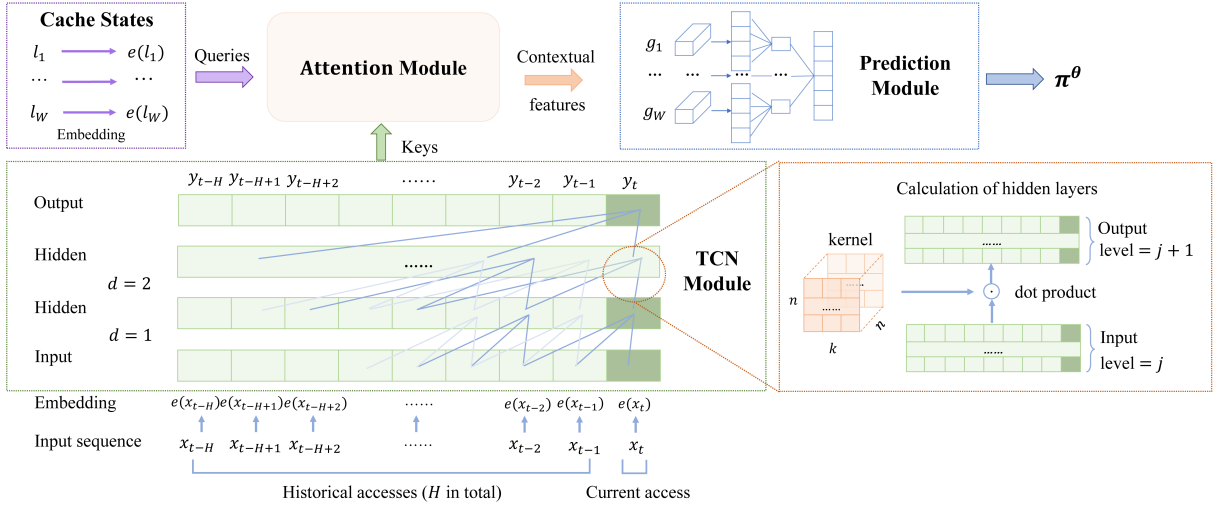 Cache States
l₁ e(l₁)
... ...
l_W e(l_W)
Embedding
Queries
Attention Module
Contextual
features
g₁
... ... ... ...
g_W
Prediction
Module
π^θ
Keys
y_{t−H} y_{t−H+1} y_{t−H+2} ...... y_{t−2} y_{t−1} y_t
Output
Hidden
......
d = 2
Hidden
d = 1
Input
TCN
Module
Embedding e(x_{t−H}) e(x_{t−H+1}) e(x_{t−H+2}) ...... e(x_{t−2}) e(x_{t−1}) e(x_t)
Input sequence x_{t−H} x_{t−H+1} x_{t−H+2} ...... x_{t−2} x_{t−1} x_t
Historical accesses (H in total) Current access
Calculation of hidden layers
kernel
......
......
n
n
k
......
Output
level = j + 1
dot product
......
Input
level = j